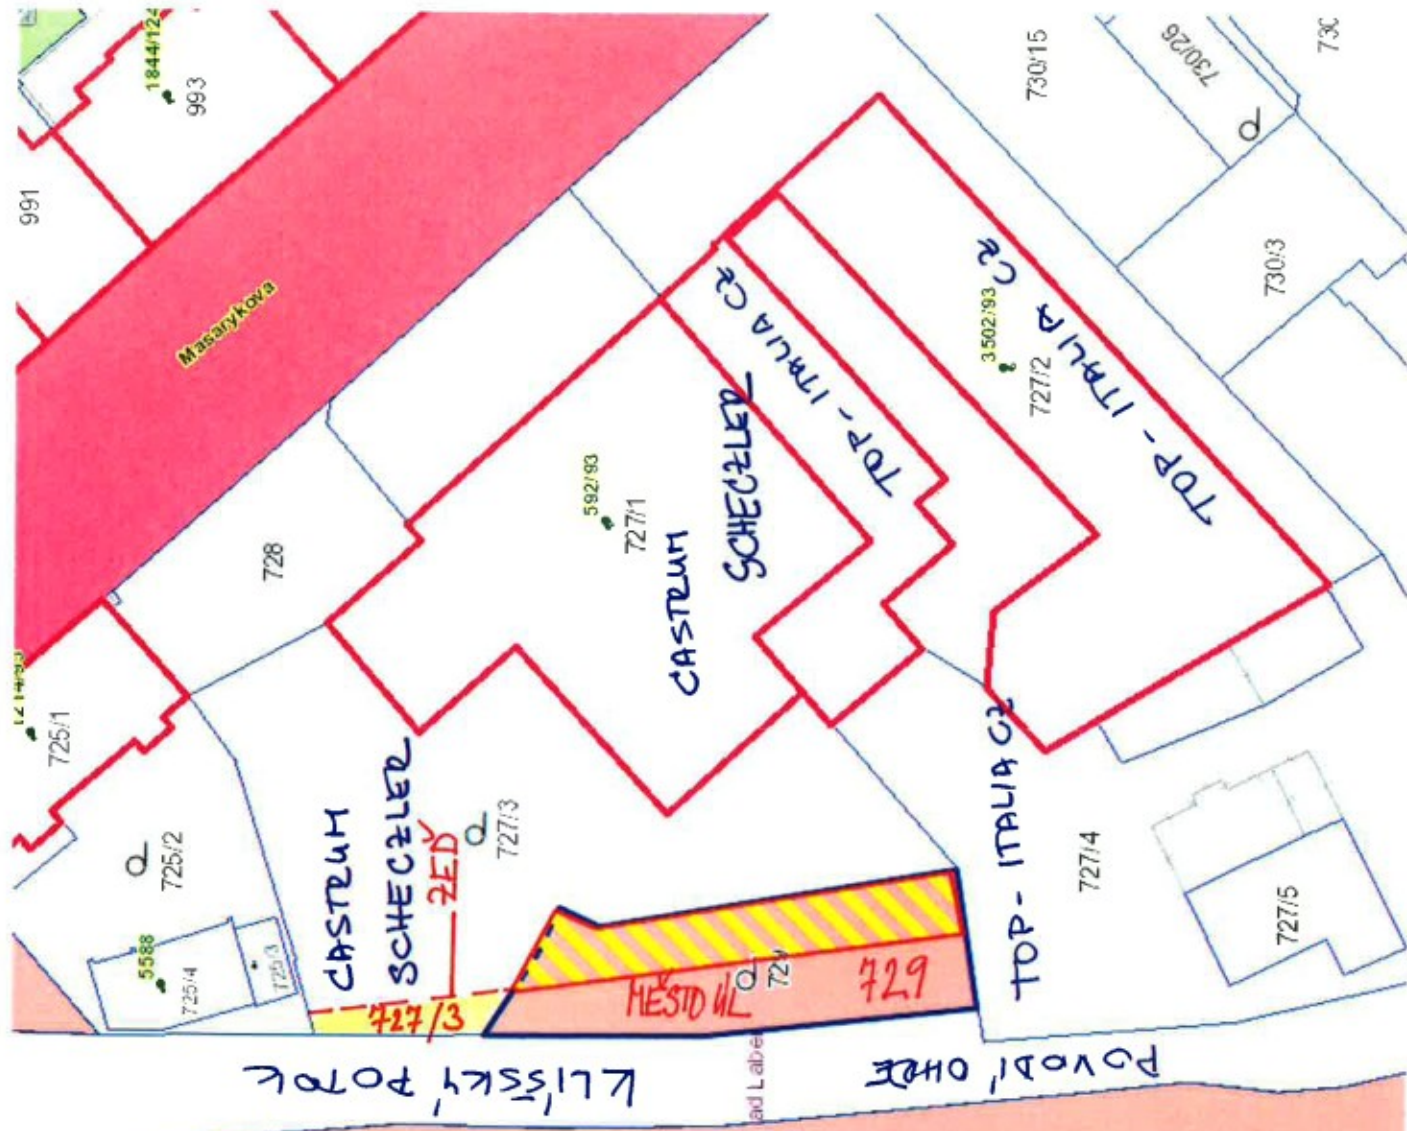 1844/124
993
991
730/15
730/26
730/3
Masarykova
728
592/93
727/1
CASTRUM
SCHECZLER
TOP - ITALIA CZ
3502/93
727/2
TOP - ITALIA CZ
725/1
725/2
5588
725/4
725/3
CASTRUM
SCHECZLER
ZEĎ
727/3
727/3
MĚSTO ÚL
729
TOP - ITALIA CZ
727/4
727/5
KLÍŠSKÝ POTOK
ad Labe
POVODÍ OHŘE